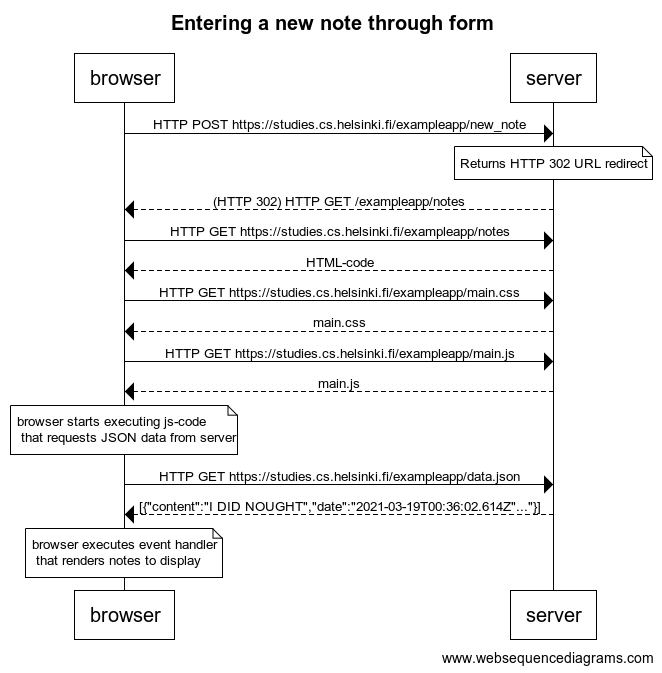 Entering a new note through form
browser
server
HTTP POST https://studies.cs.helsinki.fi/exampleapp/new_note
Returns HTTP 302 URL redirect
(HTTP 302) HTTP GET /exampleapp/notes
HTTP GET https://studies.cs.helsinki.fi/exampleapp/notes
HTML-code
HTTP GET https://studies.cs.helsinki.fi/exampleapp/main.css
main.css
HTTP GET https://studies.cs.helsinki.fi/exampleapp/main.js
main.js
browser starts executing js-code
that requests JSON data from server
HTTP GET https://studies.cs.helsinki.fi/exampleapp/data.json
[{"content":"I DID NOUGHT","date":"2021-03-19T00:36:02.614Z"..."}]
browser executes event handler
that renders notes to display
browser
server
www.websequencediagrams.com